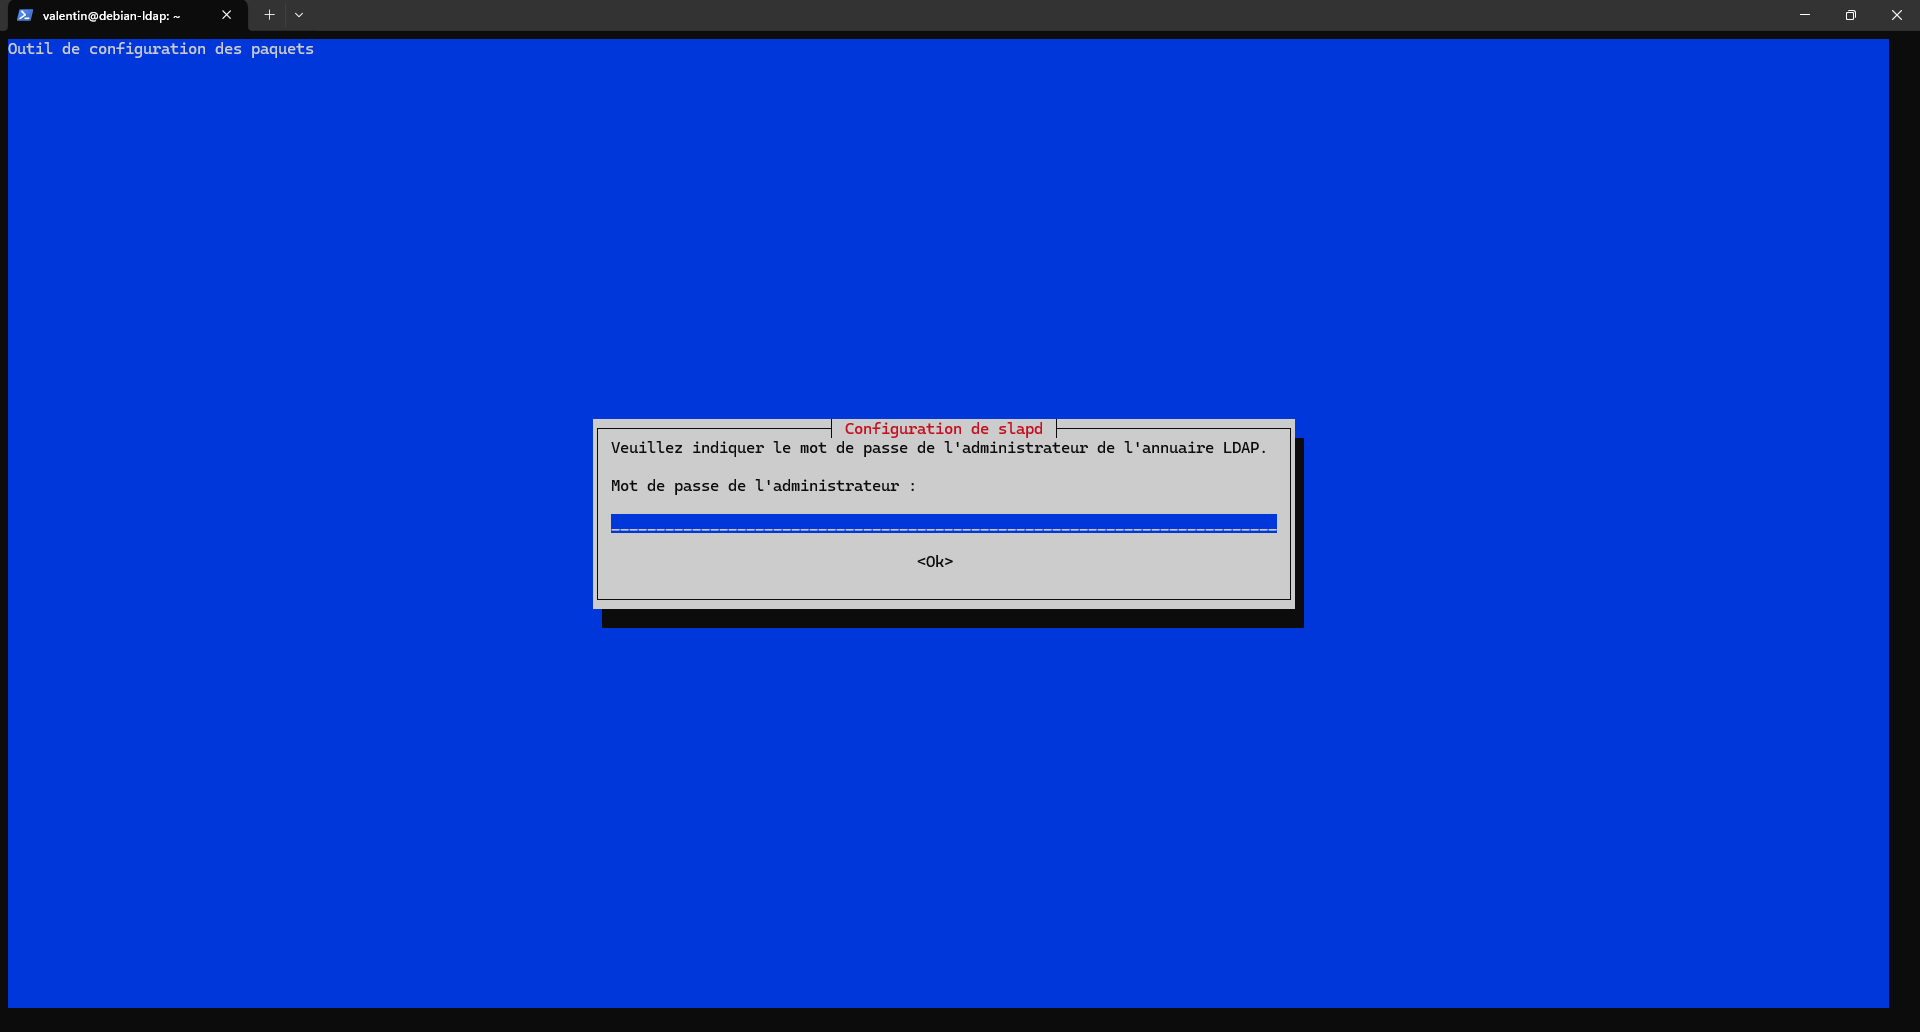 valentin@debian-ldap: ~
Outil de configuration des paquets
Configuration de slapd
Veuillez indiquer le mot de passe de l'administrateur de l'annuaire LDAP.
Mot de passe de l'administrateur :
<Ok>